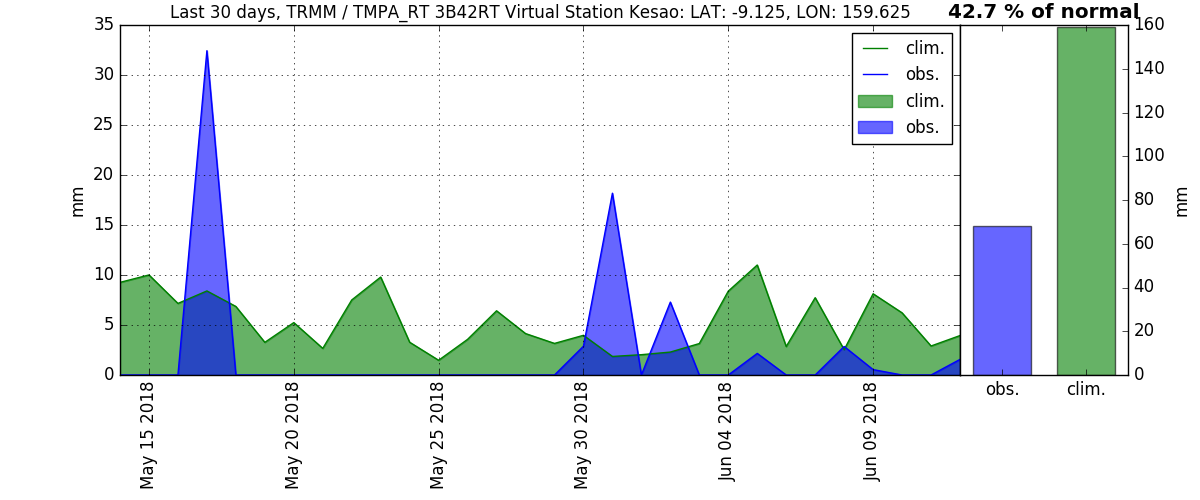 Last 30 days, TRMM / TMPA_RT 3B42RT Virtual Station Kesao: LAT: -9.125, LON: 159.625
42.7 % of normal
35
30
25
20
15
10
5
0
mm
clim.
obs.
clim.
obs.
May 15 2018
May 20 2018
May 25 2018
May 30 2018
Jun 04 2018
Jun 09 2018
160
140
120
100
80
60
40
20
0
mm
obs.
clim.